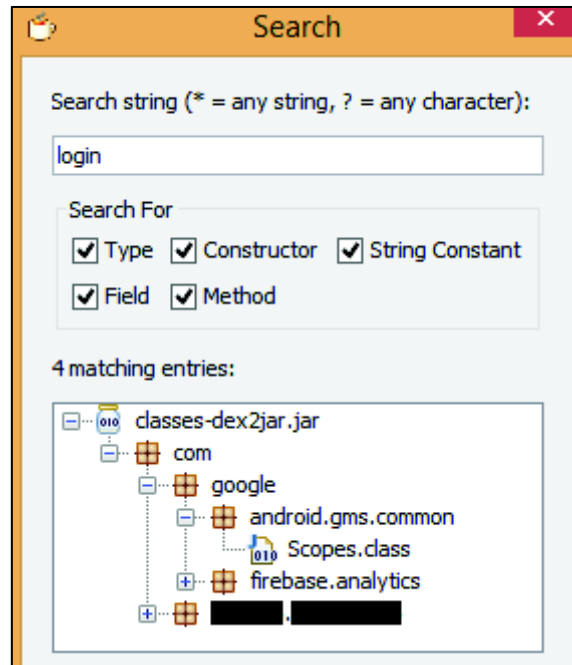 Search
Search string (* = any string, ? = any character):
login
Search For
Type Constructor String Constant
Field Method
4 matching entries:
classes-dex2jar.jar
com
google
android.gms.common
Scopes.class
firebase.analytics
.